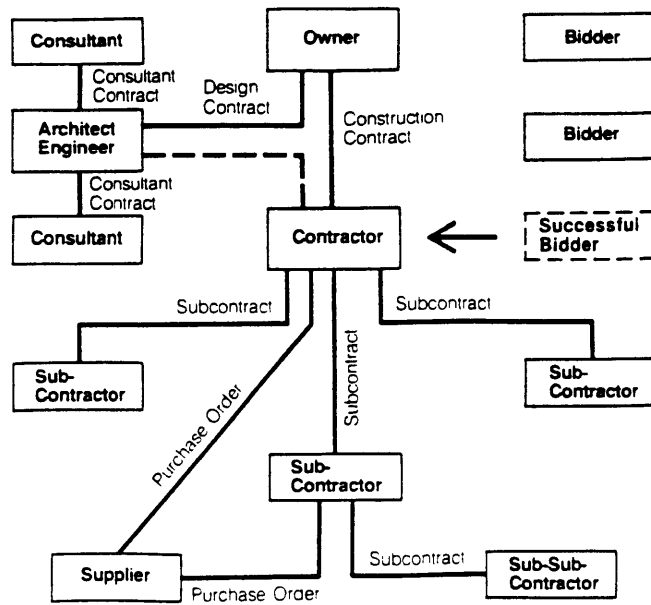 Consultant
Owner
Bidder
Consultant
Contract
Design
Contract
Construction
Contract
Architect
Engineer
Bidder
Consultant
Contract
Consultant
Contractor
Successful
Bidder
Subcontract
Subcontract
Subcontract
Purchase Order
Sub-
Contractor
Sub-
Contractor
Sub-
Contractor
Supplier
Purchase Order
Subcontract
Sub-Sub-
Contractor